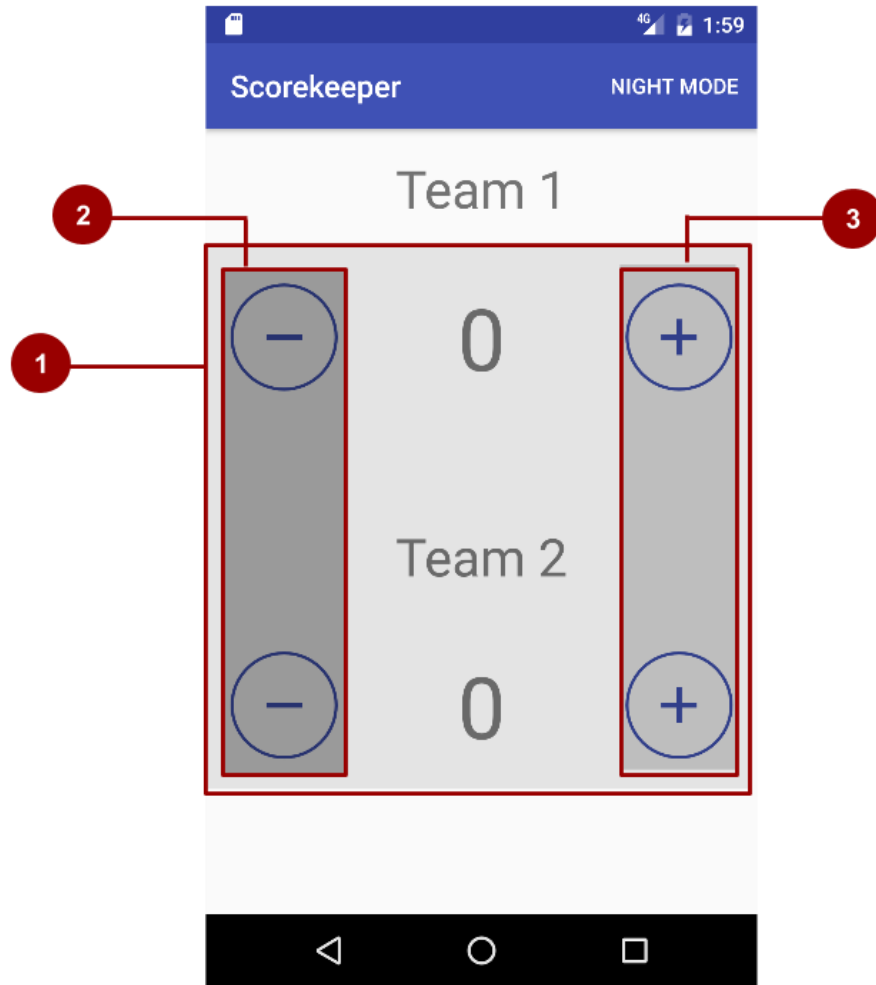 4G 1:59
Scorekeeper NIGHT MODE
Team 1
2
3
− 0 +
1
Team 2
− 0 +